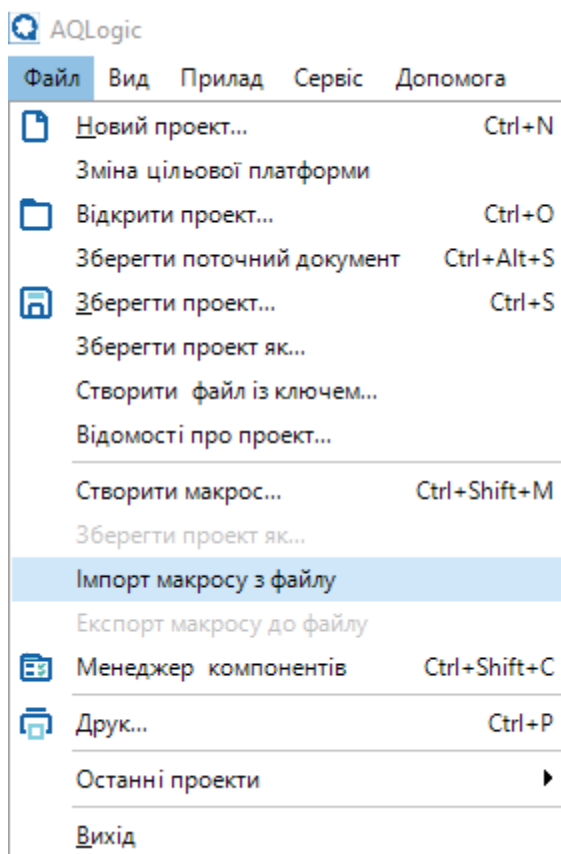 AQLogic
Файл Вид Прилад Сервіс Допомога
Новий проект... Ctrl+N
Зміна цільової платформи
Відкрити проект... Ctrl+O
Зберегти поточний документ Ctrl+Alt+S
Зберегти проект... Ctrl+S
Зберегти проект як...
Створити файл із ключем...
Відомості про проект...
Створити макрос... Ctrl+Shift+M
Зберегти проект як...
Імпорт макросу з файлу
Експорт макросу до файлу
Менеджер компонентів Ctrl+Shift+C
Друк... Ctrl+P
Останні проекти
Вихід